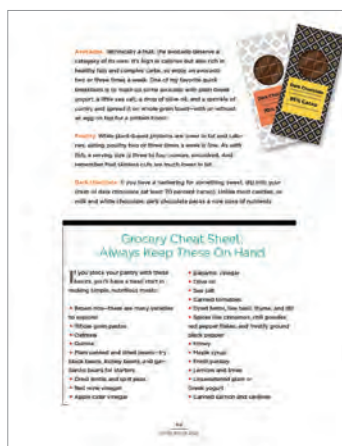 Avocados Technically a fruit, the avocado deserves a
category of its own. It's high in calories but also rich in
healthy fats and complex carbs, so enjoy an avocado
two or three times a week. One of my favorite quick
breakfasts is to mash up some avocado with plain Greek
yogurt, a little sea salt, a drop of olive oil, and a sprinkle of
and spread it on whole grain toast—with or without
an egg on top for a protein boost!
Poultry While plant-based proteins are lower in fat and calo-
ries, eating poultry two or three times a week is fine. As with
fish, a serving size is three to four ounces, uncooked. And
remember that skinless cuts are much lower in fat.
Dark chocolate If you have a hankering for something sweet, dig into your
stash of dark chocolate (at least 70 percent cacao). Unlike most candies, or
milk and white chocolate, dark chocolate packs a nice dose of nutrients
Dark Chocolate
Dark Chocolate
85% Cacao
Grocery Cheat Sheet:
Always Keep These On Hand
If you stock your pantry with these
basics, you'll have a head start in
making simple, nutritious meals:
• Brown rice—there are many varieties
to explore!
• Whole grain pastas
• Oatmeal
• Quinoa
• Plain canned and dried beans—try
black beans, kidney beans, and gar-
banzo beans for starters
• Dried lentils and split peas
• Red wine vinegar
• Apple cider vinegar
• Balsamic vinegar
• Olive oil
• Sea salt
• Canned tomatoes
• Dried herbs, like basil, thyme, and dill
• Spices like cinnamon, chili powder,
red pepper flakes, and freshly ground
black pepper
• Honey
• Maple syrup
• Fresh parsley
• Lemons and limes
• Unsweetened plain
Greek yogurt
• Canned salmon and sardines